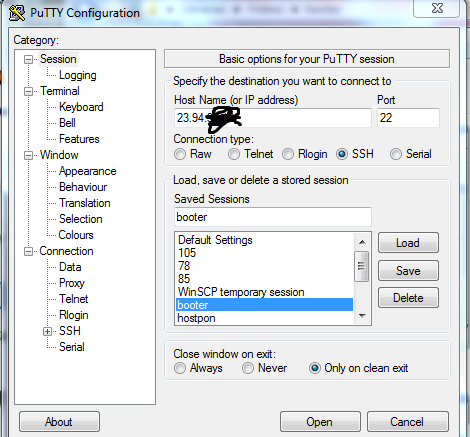 PuTTY Configuration
Category:
Session
Logging
Terminal
Keyboard
Bell
Features
Window
Appearance
Behaviour
Translation
Selection
Colours
Connection
Data
Proxy
Telnet
Rlogin
SSH
Serial
Basic options for your PuTTY session
Specify the destination you want to connect to
Host Name (or IP address) Port
23.94. 22
Connection type:
Raw Telnet Rlogin SSH Serial
Load, save or delete a stored session
Saved Sessions
booter
Default Settings
105
78
85
WinSCP temporary session
booter
hostpon
Load
Save
Delete
Close window on exit:
Always Never Only on clean exit
About Open Cancel